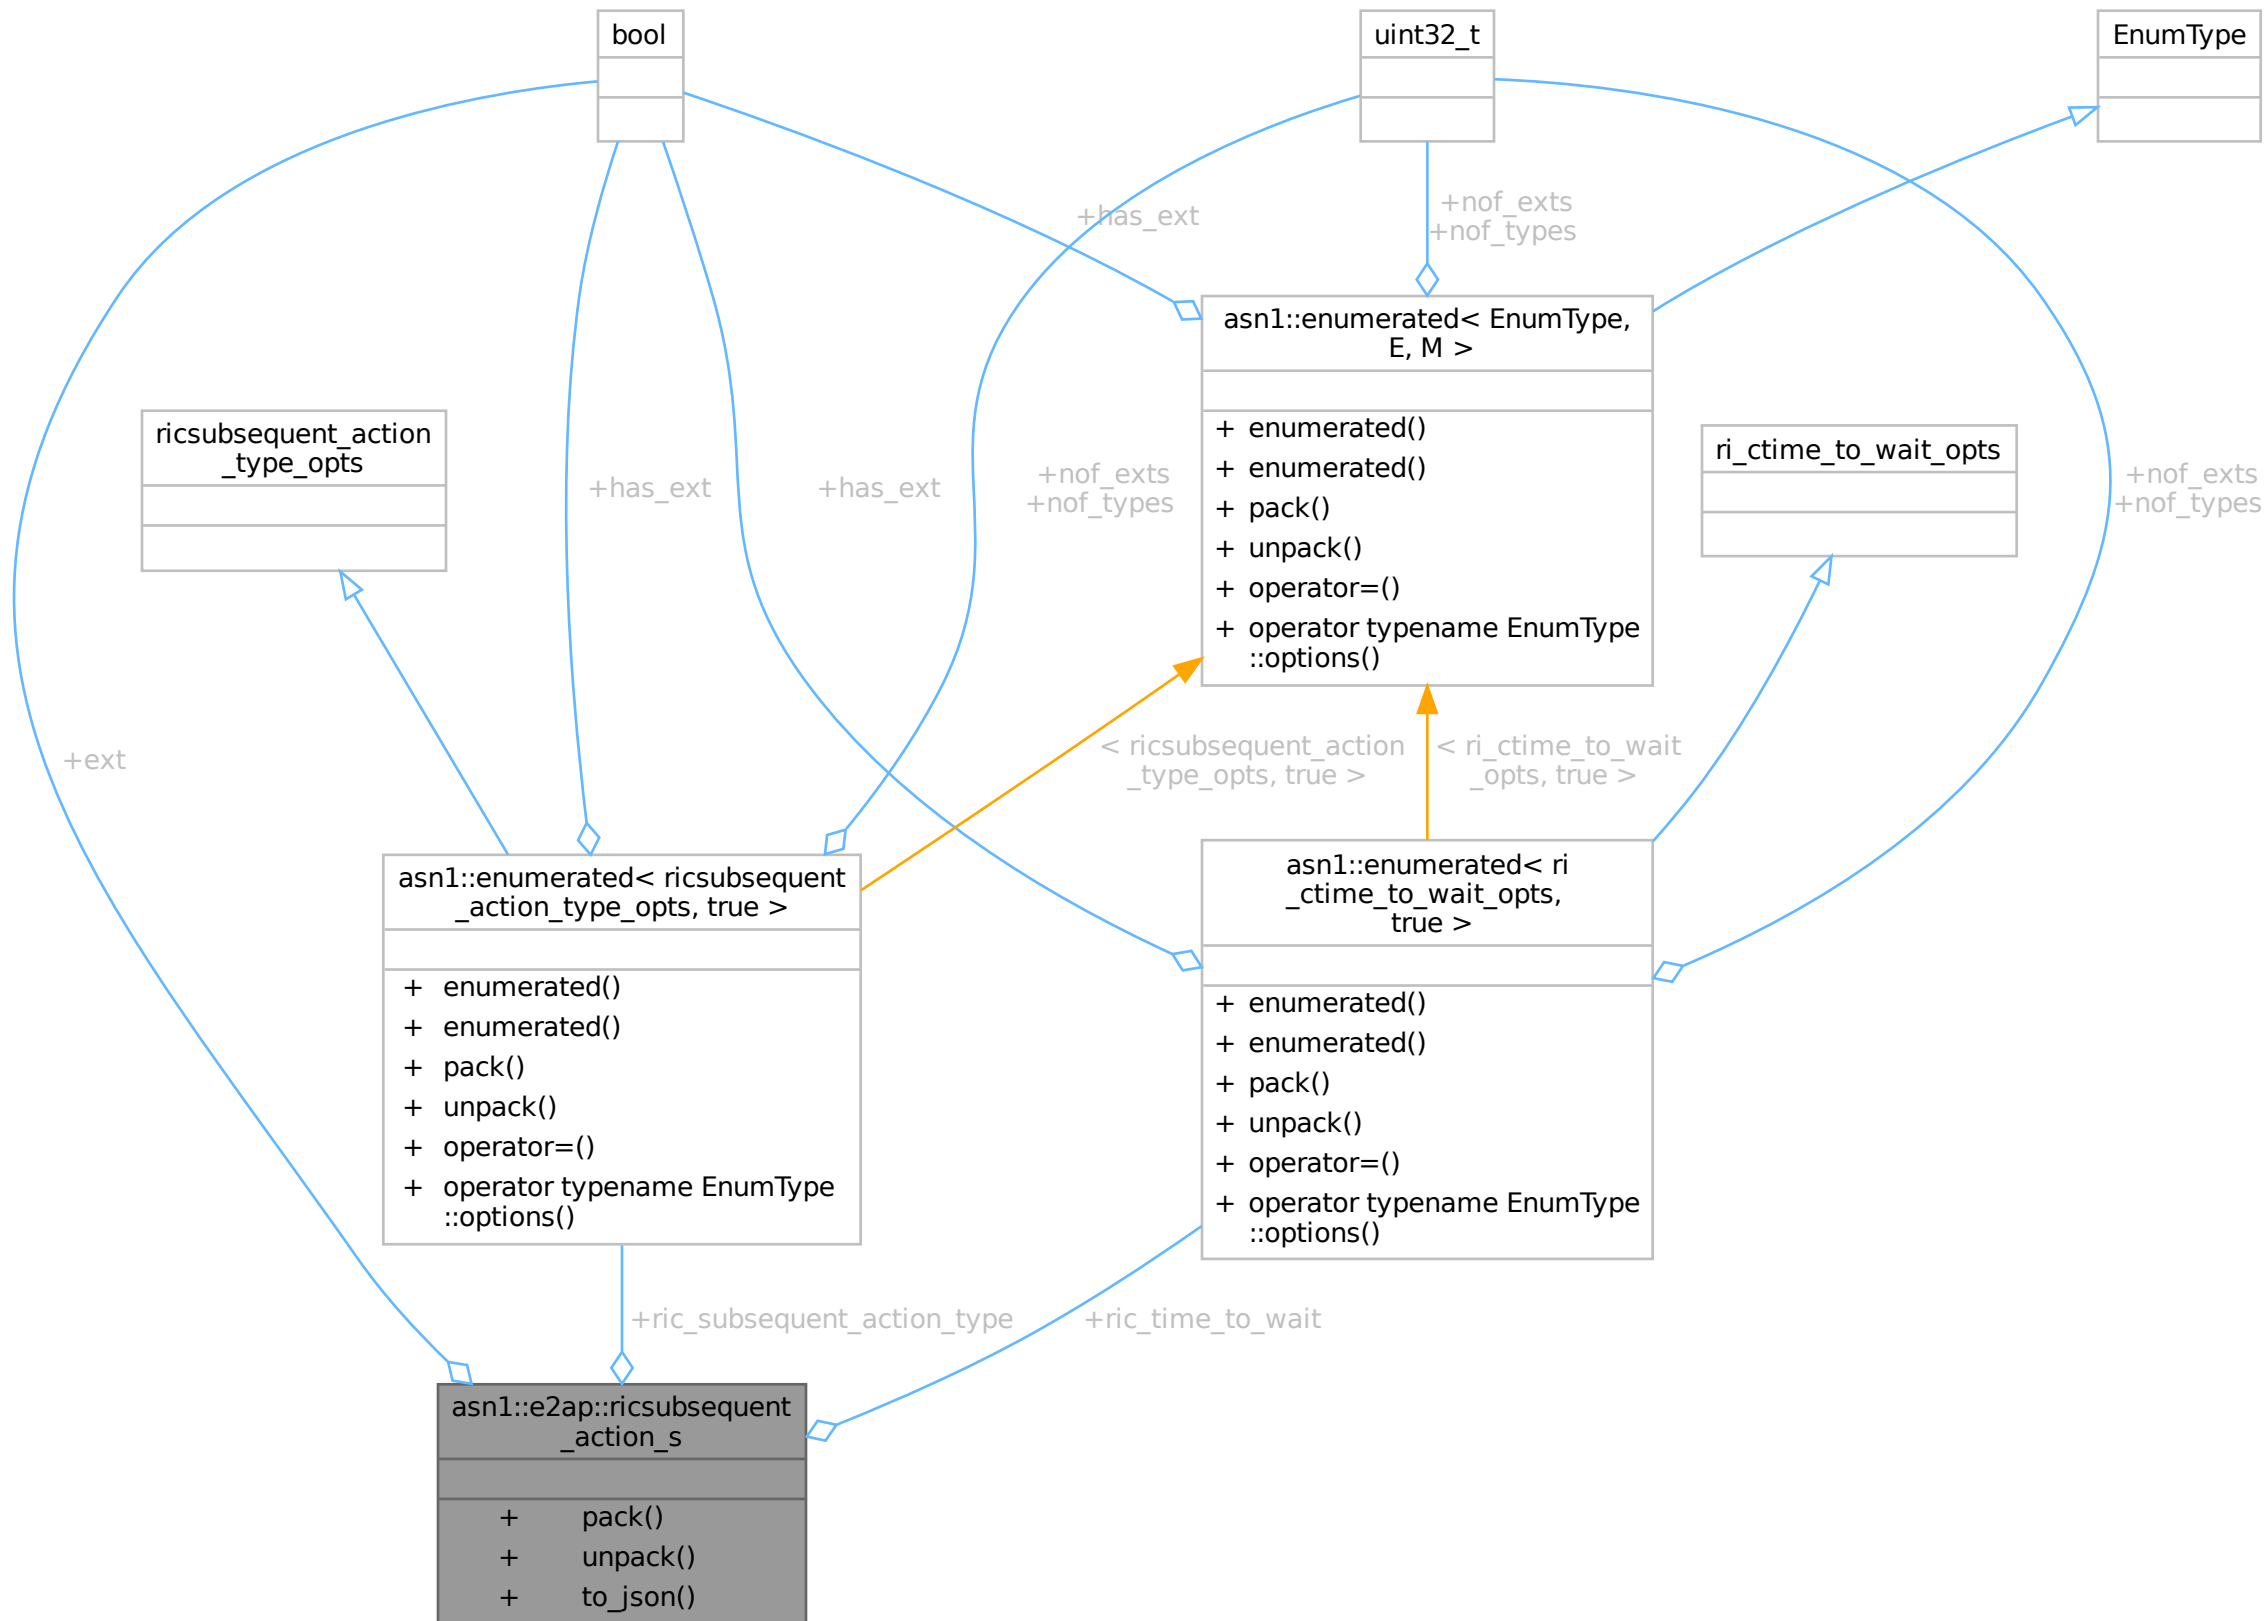 bool
uint32_t
EnumType
+has_ext
+nof_exts
+nof_types
asn1::enumerated< EnumType,
E, M >
+ enumerated()
+ enumerated()
+ pack()
+ unpack()
+ operator=()
+ operator typename EnumType
::options()
ricsubsequent_action
_type_opts
ri_ctime_to_wait_opts
+has_ext
+has_ext
+nof_exts
+nof_types
+nof_exts
+nof_types
+ext
< ricsubsequent_action
_type_opts, true >
< ri_ctime_to_wait
_opts, true >
asn1::enumerated< ricsubsequent
_action_type_opts, true >
+ enumerated()
+ enumerated()
+ pack()
+ unpack()
+ operator=()
+ operator typename EnumType
::options()
asn1::enumerated< ri
_ctime_to_wait_opts,
true >
+ enumerated()
+ enumerated()
+ pack()
+ unpack()
+ operator=()
+ operator typename EnumType
::options()
+ric_subsequent_action_type
+ric_time_to_wait
asn1::e2ap::ricsubsequent
_action_s
+ pack()
+ unpack()
+ to_json()